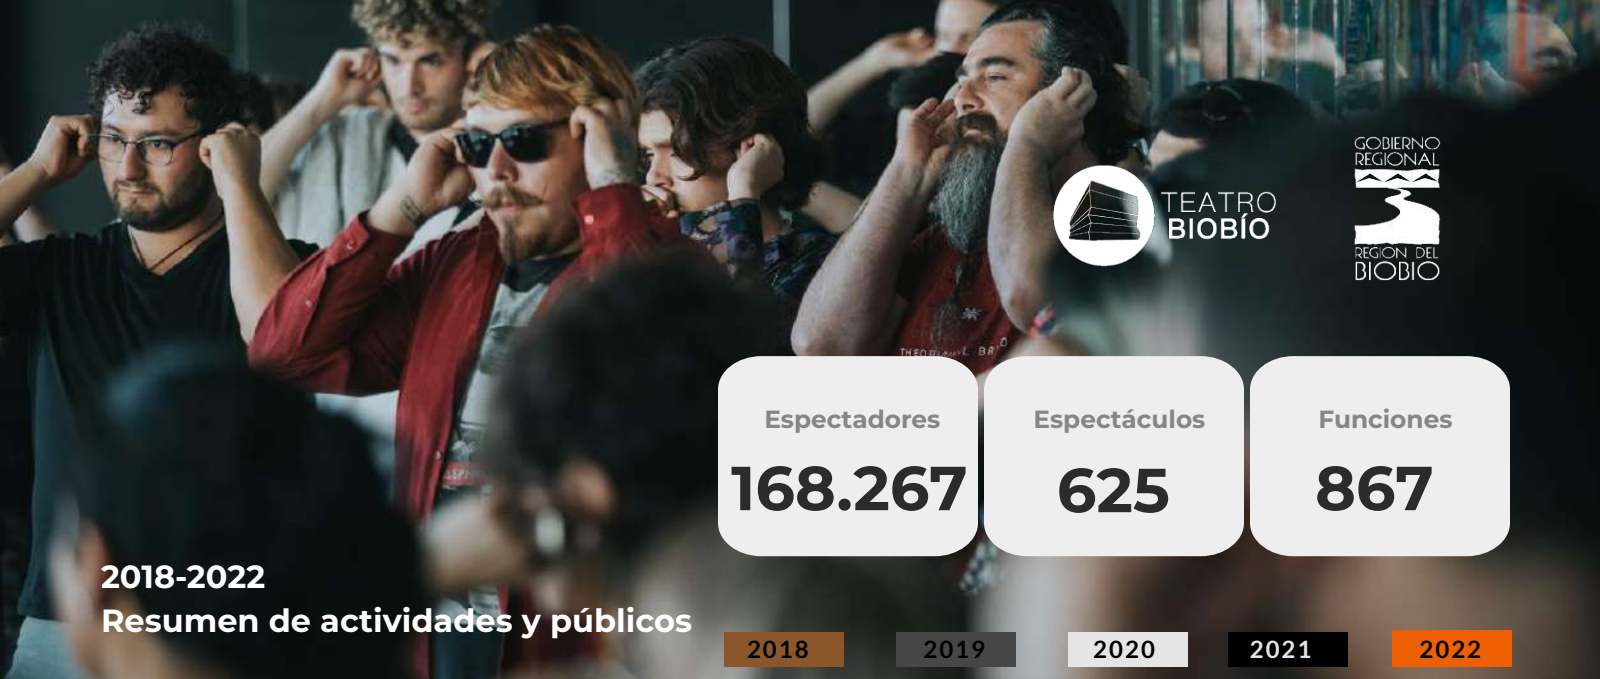 GOBIERNO
REGIONAL
TEATRO
BIOBÍO
REGION DEL
BIOBIO
Espectadores
Espectáculos
Funciones
168.267
625
867
2018-2022
Resumen de actividades y públicos
2018
2019
2020
2021
2022